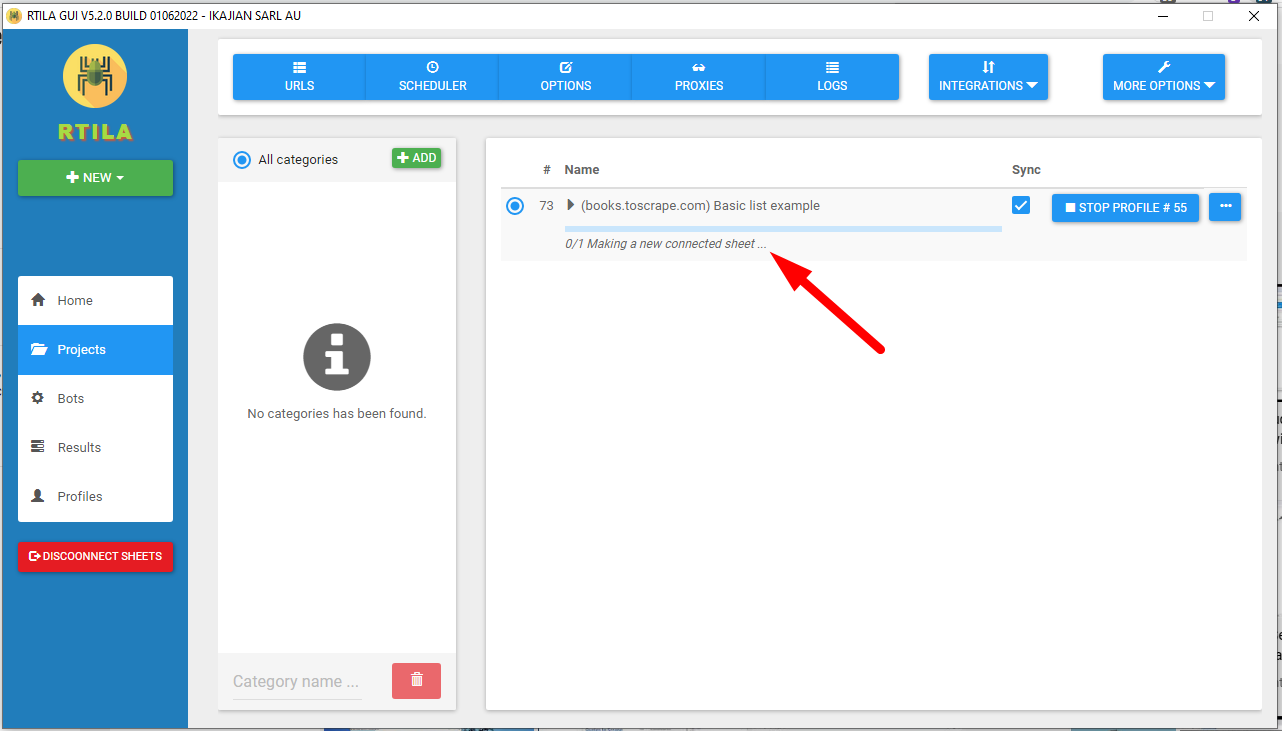 RTILA GUI V5.2.0 BUILD 01062022 - IKAJIAN SARL AU
RTILA
NEW
Home
Projects
Bots
Results
Profiles
DISCOONNECT SHEETS
URLS
SCHEDULER
OPTIONS
PROXIES
LOGS
INTEGRATIONS
MORE OPTIONS
All categories
ADD
No categories has been found.
Category name ...
# Name Sync
73 (books.toscrape.com) Basic list example STOP PROFILE # 55
0/1 Making a new connected sheet ...